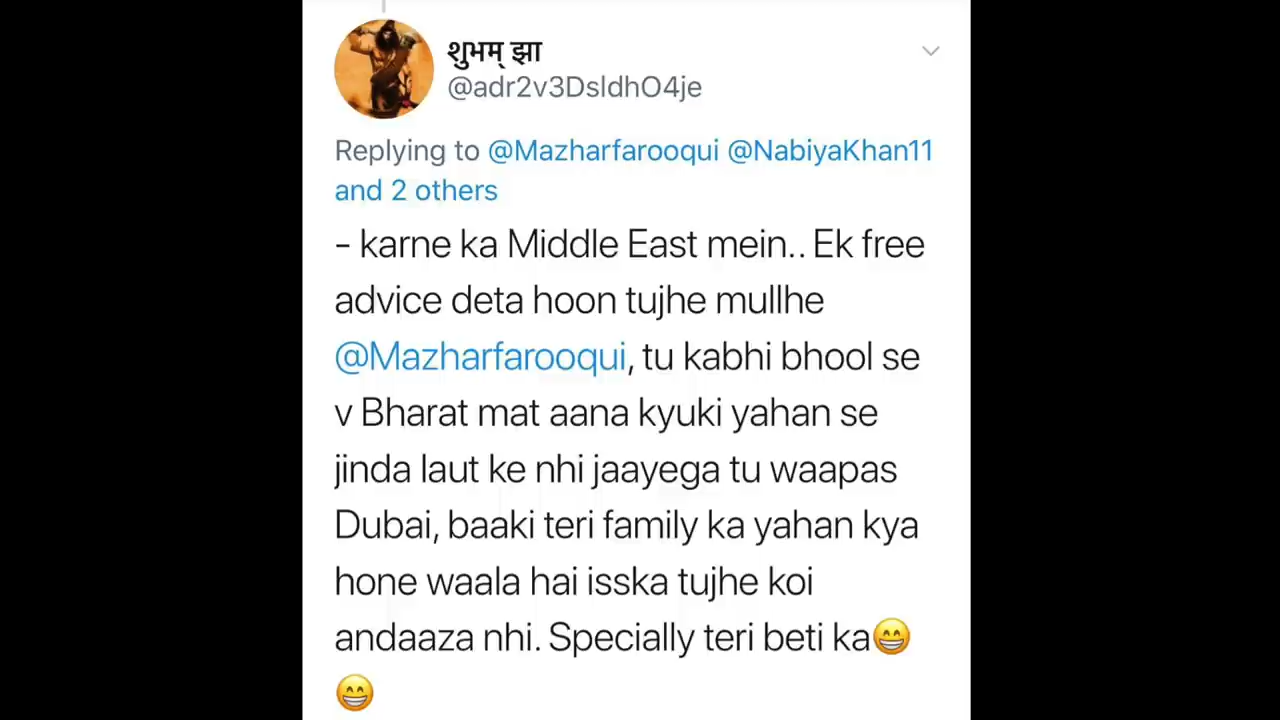 शुभम् झा
@adr2v3DsldhO4je
Replying to @Mazharfarooqui @NabiyaKhan11
and 2 others
- karne ka Middle East mein.. Ek free
advice deta hoon tujhe mullhe
@Mazharfarooqui, tu kabhi bhool se
v Bharat mat aana kyuki yahan se
jinda laut ke nhi jaayega tu waapas
Dubai, baaki teri family ka yahan kya
hone waala hai isska tujhe koi
andaaza nhi. Specially teri beti ka😁
😁